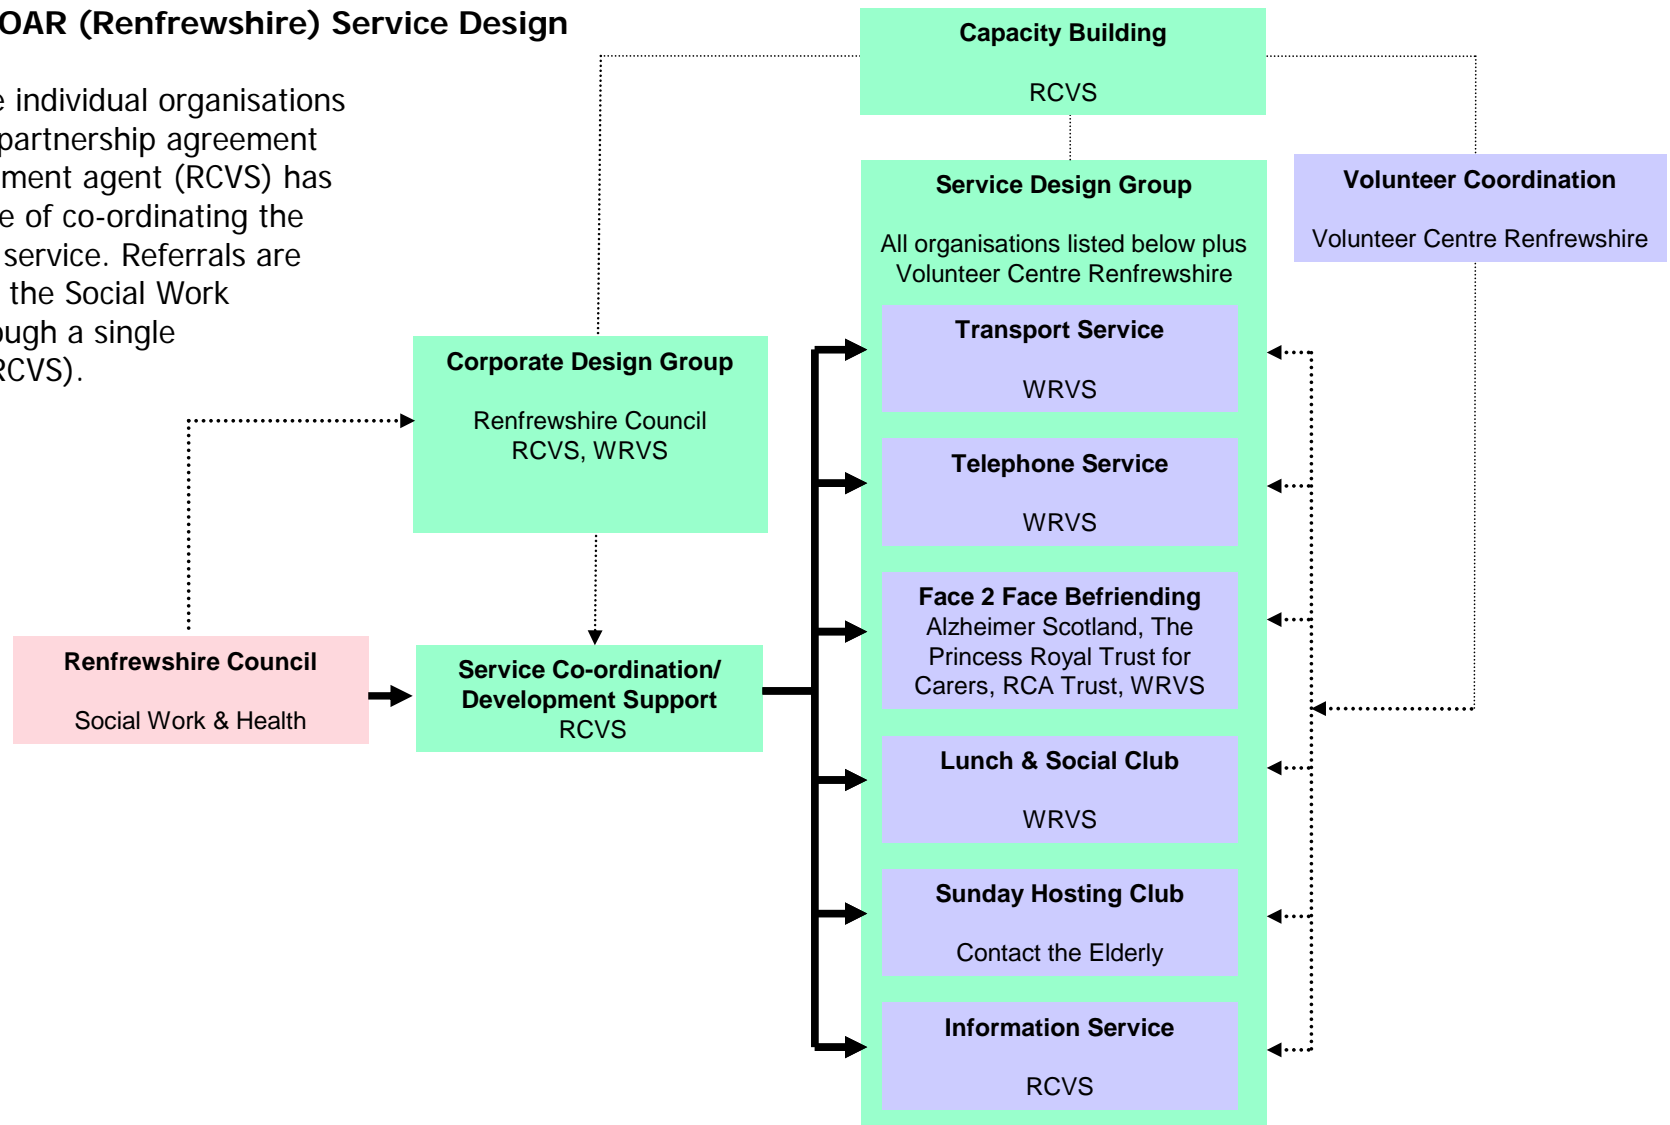 OAR (Renfrewshire) Service Design
individual organisations
partnership agreement
agent (RCVS) has
of co-ordinating the
service. Referrals are
the Social Work
a single
RCVS).
Capacity Building
RCVS
Service Design Group
All organisations listed below plus
Volunteer Centre Renfrewshire
Volunteer Coordination
Volunteer Centre Renfrewshire
Transport Service
WRVS
Corporate Design Group
Renfrewshire Council
RCVS, WRVS
Telephone Service
WRVS
Face 2 Face Befriending
Alzheimer Scotland, The
Princess Royal Trust for
Carers, RCA Trust, WRVS
Renfrewshire Council
Social Work & Health
Service Co-ordination/
Development Support
RCVS
Lunch & Social Club
WRVS
Sunday Hosting Club
Contact the Elderly
Information Service
RCVS